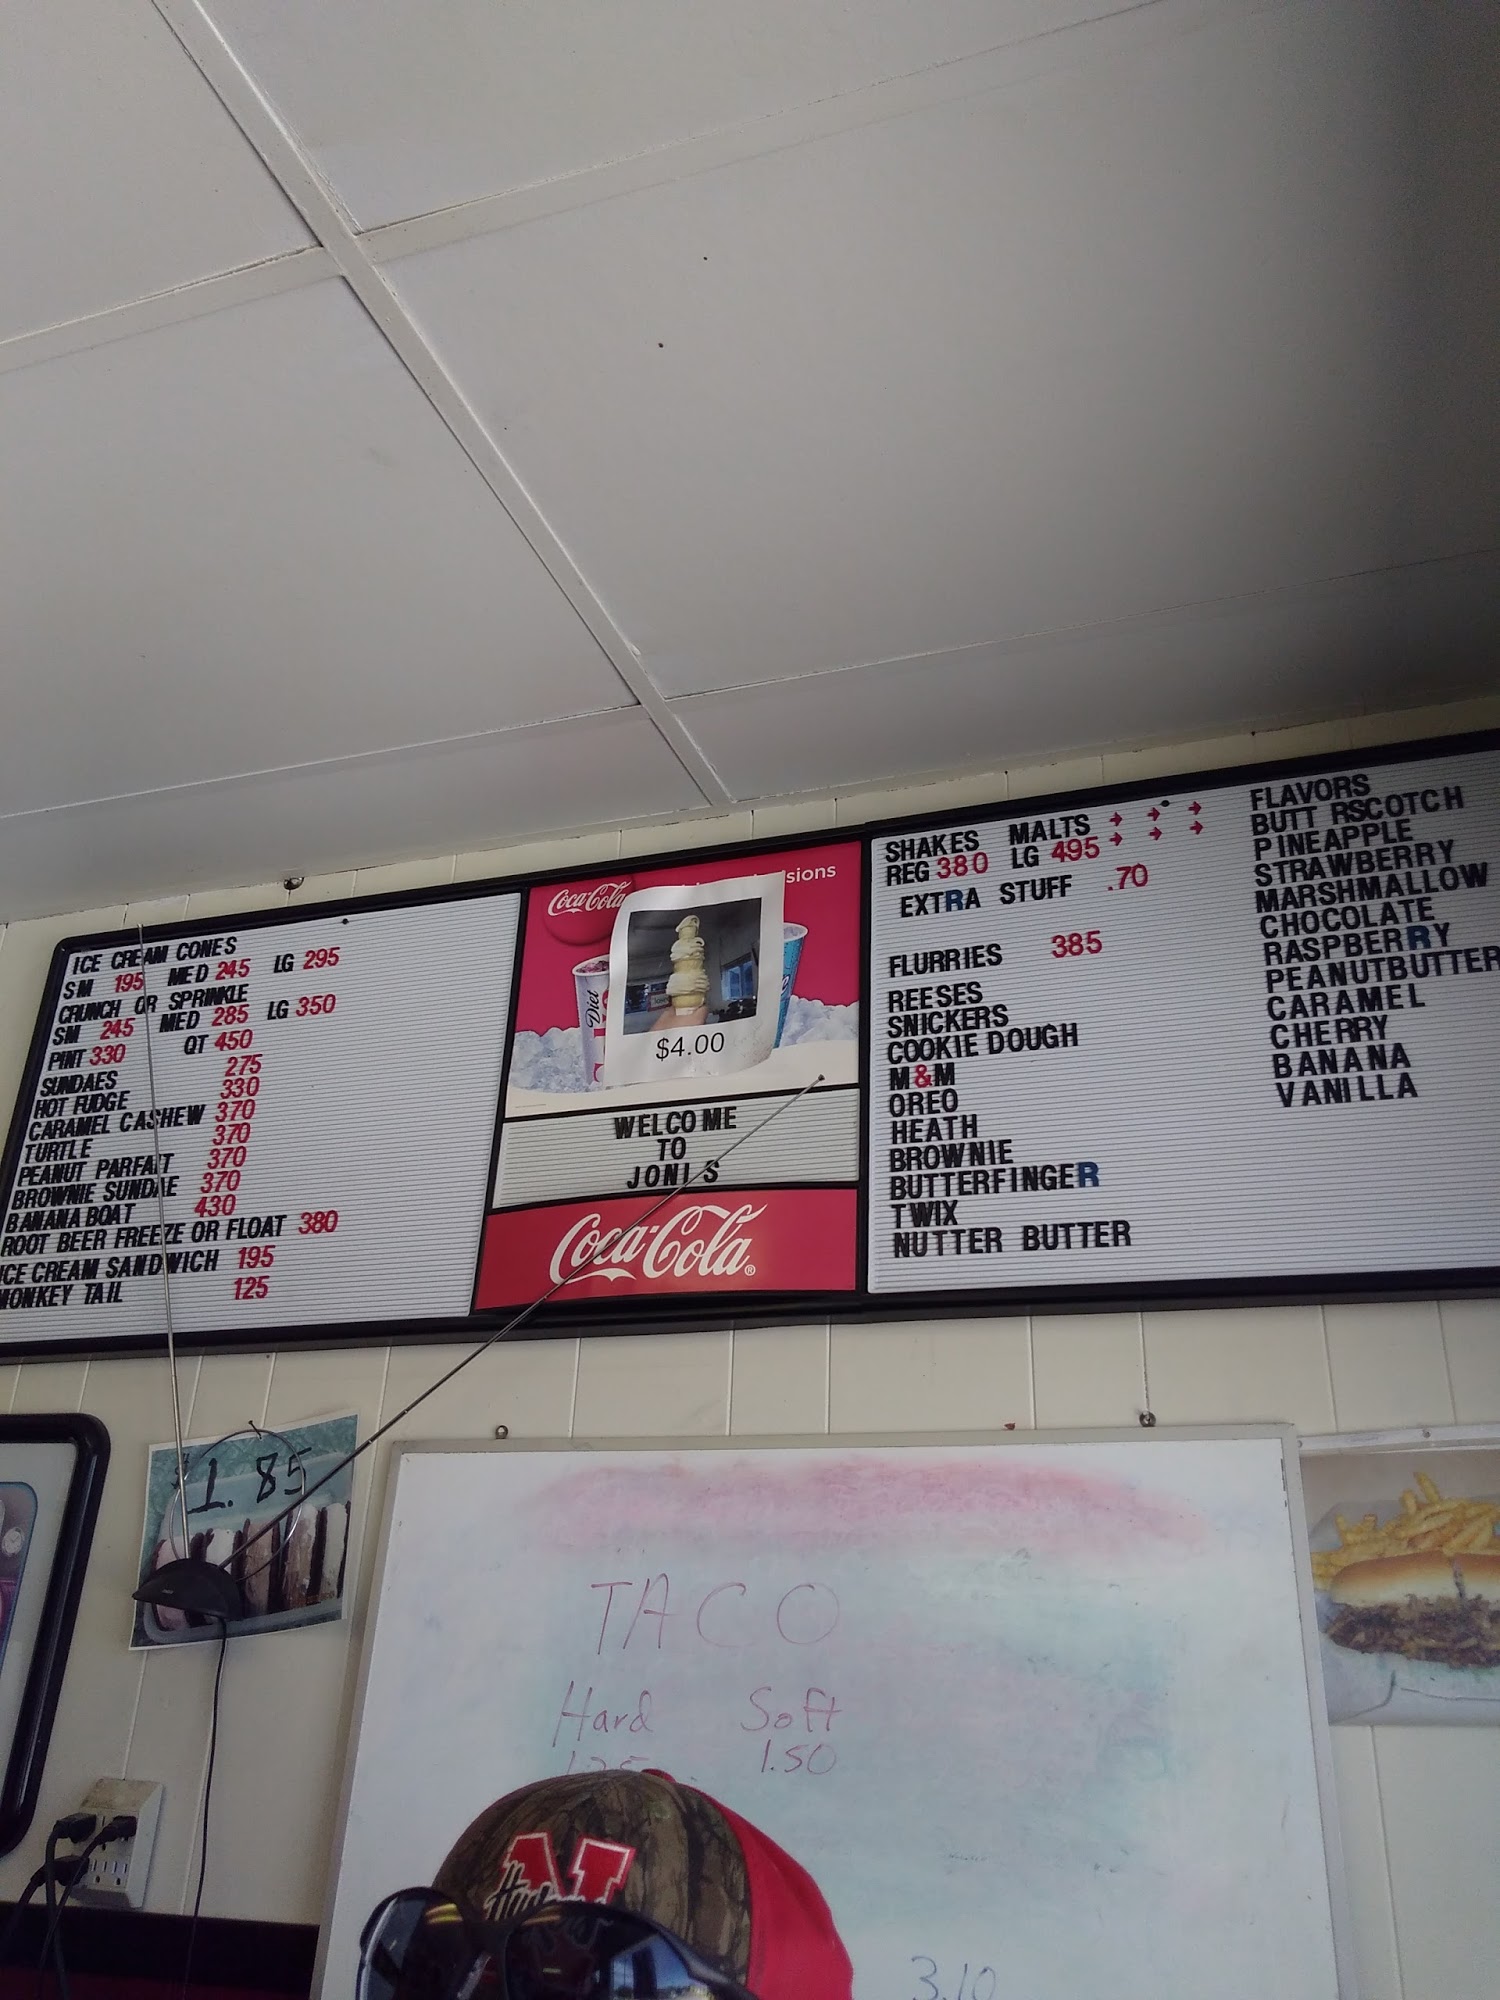 ICE CREAM CONES
SM 195 MED 245 LG 295
CRUNCH OR SPRINKLE
SM 245 MED 285 LG 350
PINT 330 QT 450
SUNDAES 275
HOT FUDGE 330
CARAMEL CASHEW 370
TURTLE 370
PEANUT PARFAIT 370
BROWNIE SUNDAE 370
BANANA BOAT 430
ROOT BEER FREEZE OR FLOAT 380
ICE CREAM SANDWICH 195
MONKEY TAIL 125
Coca-Cola
Diet
$4.00
WELCOME
TO
JONI S
Coca-Cola®
SHAKES MALTS → → →
REG 380 LG 495 → → →
EXTRA STUFF .70
FLURRIES 385
REESES
SNICKERS
COOKIE DOUGH
M&M
OREO
HEATH
BROWNIE
BUTTERFINGER
TWIX
NUTTER BUTTER
FLAVORS
BUTT RSCOTCH
PINEAPPLE
STRAWBERRY
MARSHMALLOW
CHOCOLATE
RASPBERRY
PEANUTBUTTER
CARAMEL
CHERRY
BANANA
VANILLA
$1.85
TACO
Hard Soft
1.50
N
3.10